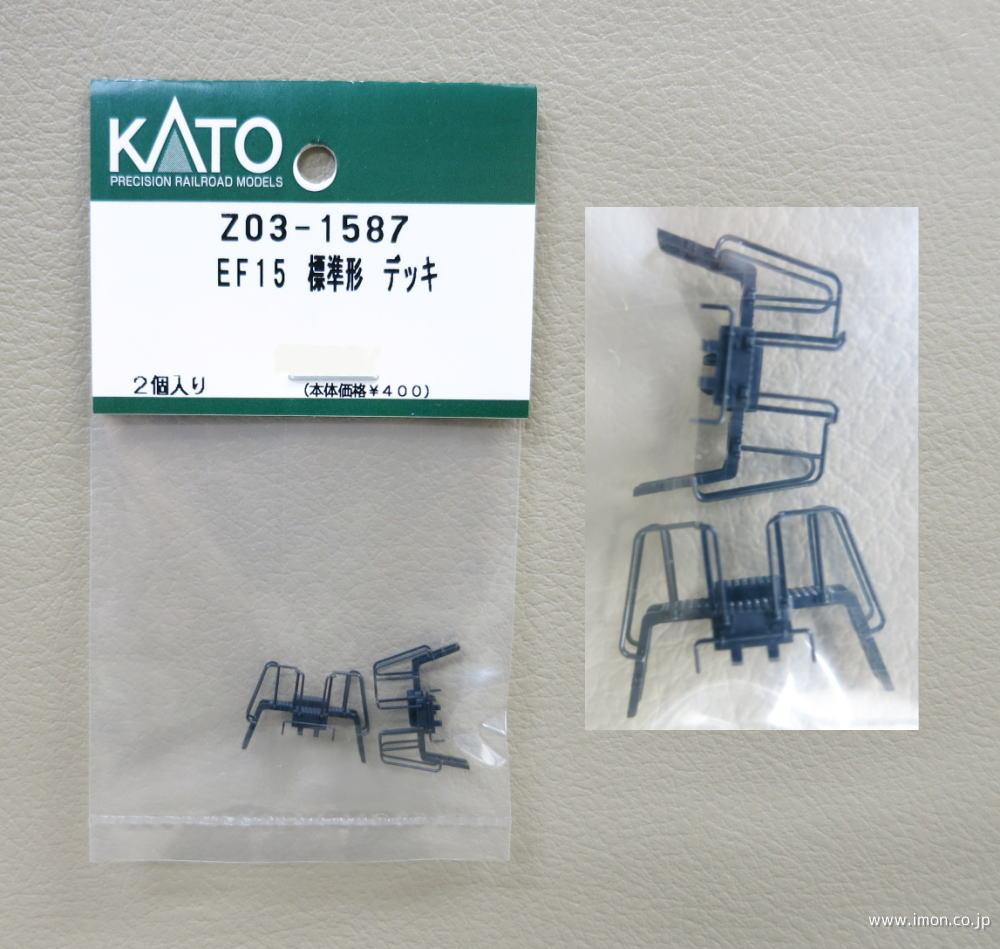 KATO
PRECISION RAILROAD MODELS
Z03-1587
EF15 標準形 デッキ
2個入り
(本体価格¥400)
www.imon.co.jp